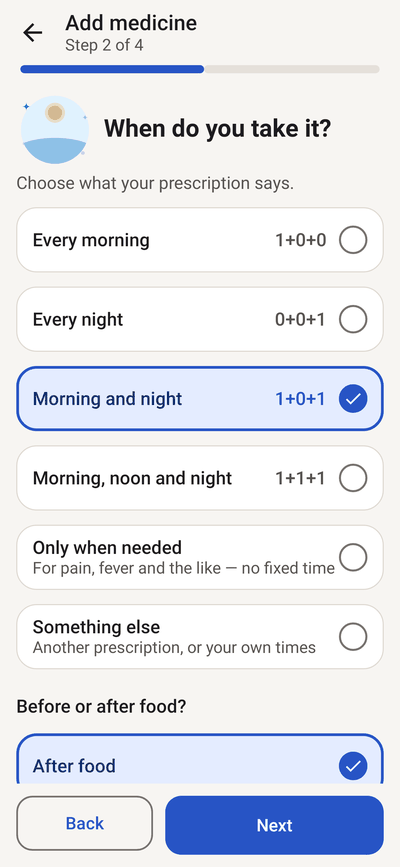 Add medicine
Step 2 of 4
When do you take it?
Choose what your prescription says.
Every morning 1+0+0
Every night 0+0+1
Morning and night 1+0+1
Morning, noon and night 1+1+1
Only when needed
For pain, fever and the like — no fixed time
Something else
Another prescription, or your own times
Before or after food?
After food
Back Next